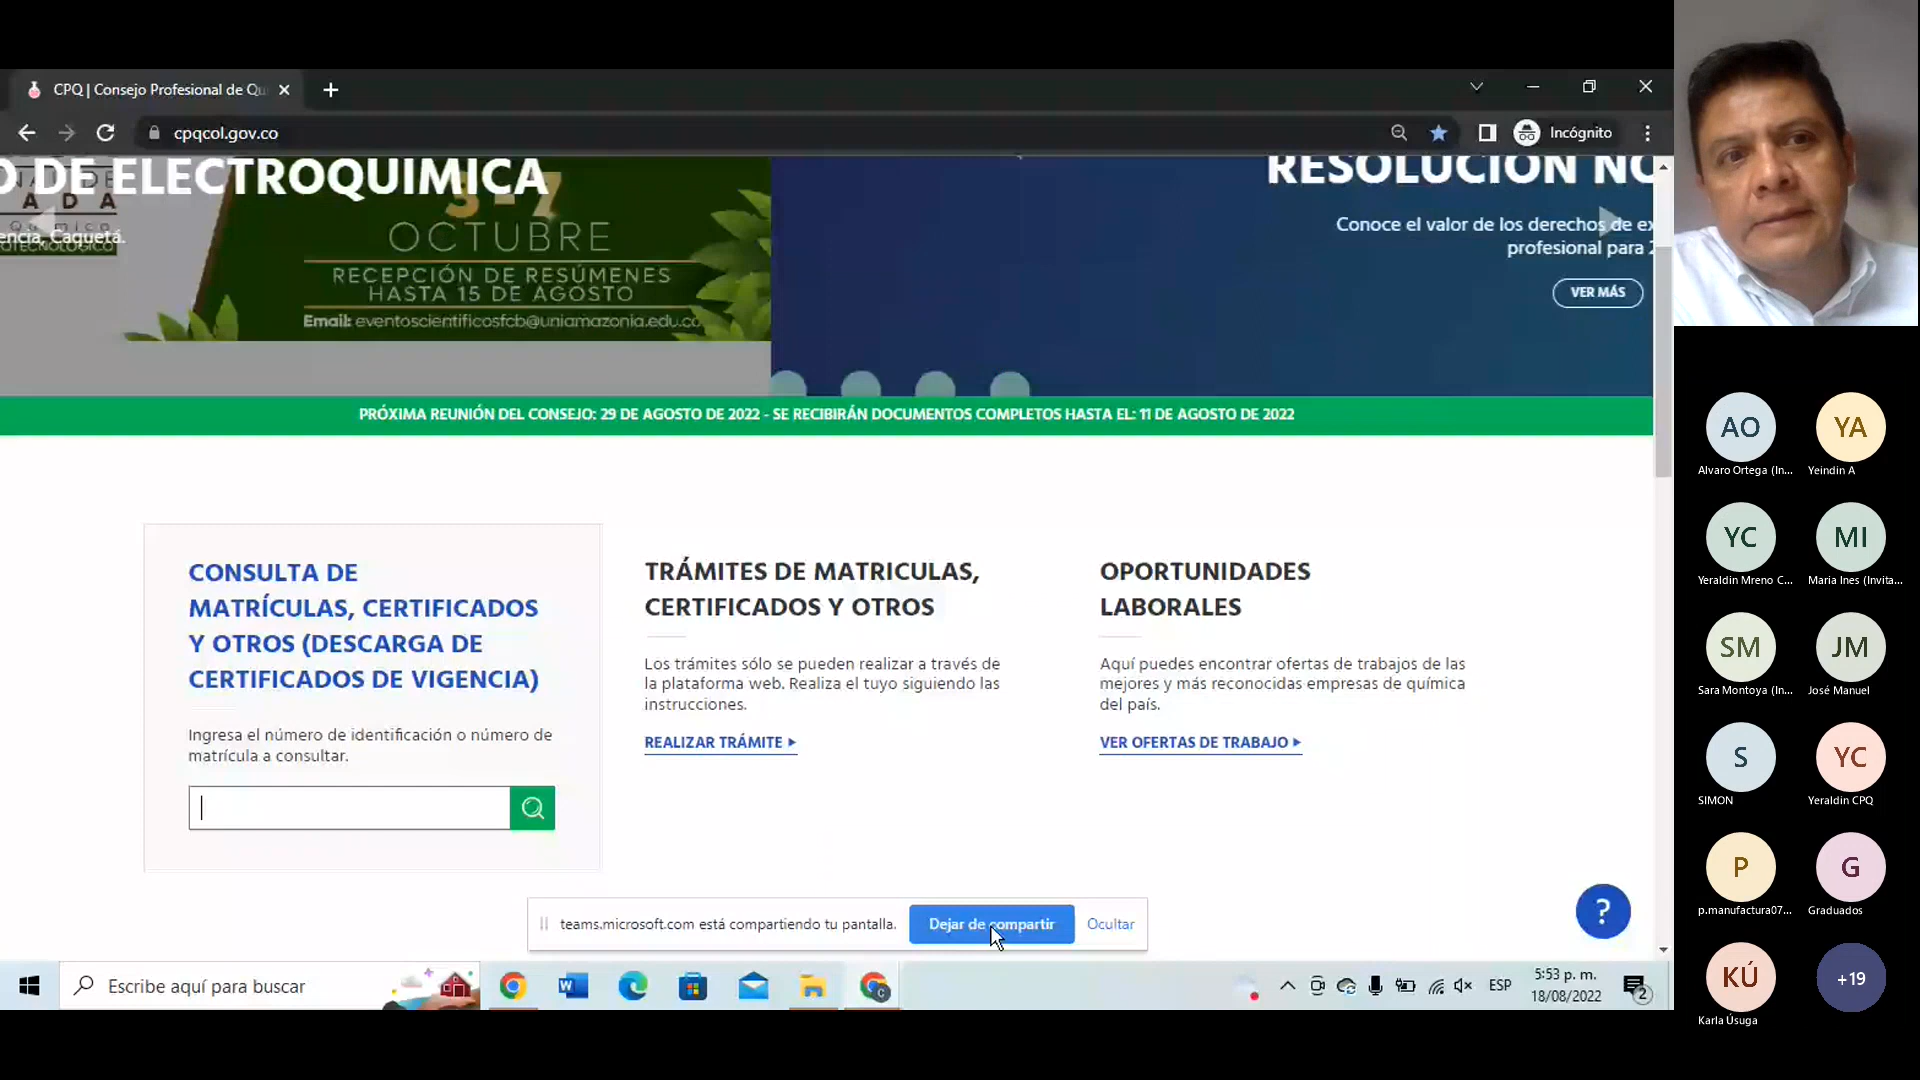 CPQ | Consejo Profesional de Qu
cpqcol.gov.co
Incógnito
O DE ELECTROQUIMICA
ADA
encia, Caquetá.
OCTUBRE
RECEPCIÓN DE RESÚMENES
HASTA 15 DE AGOSTO
Email: eventoscientificosfcb@uniamazonia.edu.co
RESOLUCIÓN NO
Conoce el valor de los derechos de ex
profesional para 2
VER MÁS
PRÓXIMA REUNIÓN DEL CONSEJO: 29 DE AGOSTO DE 2022 - SE RECIBIRÁN DOCUMENTOS COMPLETOS HASTA EL: 11 DE AGOSTO DE 2022
CONSULTA DE
MATRÍCULAS, CERTIFICADOS
Y OTROS (DESCARGA DE
CERTIFICADOS DE VIGENCIA)
Ingresa el número de identificación o número de
matrícula a consultar.
TRÁMITES DE MATRICULAS,
CERTIFICADOS Y OTROS
Los trámites sólo se pueden realizar a través de
la plataforma web. Realiza el tuyo siguiendo las
instrucciones.
REALIZAR TRÁMITE
OPORTUNIDADES
LABORALES
Aquí puedes encontrar ofertas de trabajos de las
mejores y más reconocidas empresas de química
del país.
VER OFERTAS DE TRABAJO
?
teams.microsoft.com está compartiendo tu pantalla.
Dejar de compartir
Ocultar
Escribe aquí para buscar
ESP
5:53 p. m.
18/08/2022
2
AO
Alvaro Ortega (In...
YA
Yeindin A
YC
Yeraldin Mreno C...
MI
Maria Ines (Invita...
SM
Sara Montoya (In...
JM
José Manuel
S
SIMON
YC
Yeraldin CPQ
P
p.manufactura07...
G
Graduados
KÚ
Karla Úsuga
+19